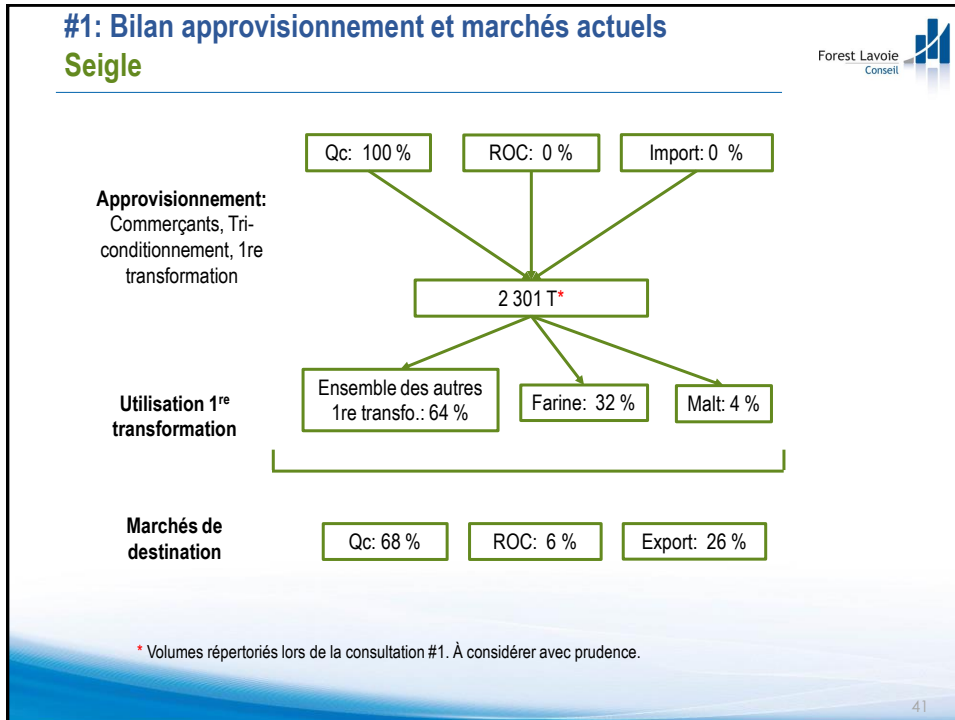 #1: Bilan approvisionnement et marchés actuels
Seigle
Forest Lavoie
Conseil
Qc: 100 %
ROC: 0 %
Import: 0 %
Approvisionnement:
Commerçants, Tri-
conditionnement, 1re
transformation
2 301 T*
Utilisation 1re
transformation
Ensemble des autres
1re transfo.: 64 %
Farine: 32 %
Malt: 4 %
Marchés de
destination
Qc: 68 %
ROC: 6 %
Export: 26 %
* Volumes répertoriés lors de la consultation #1. À considérer avec prudence.
41